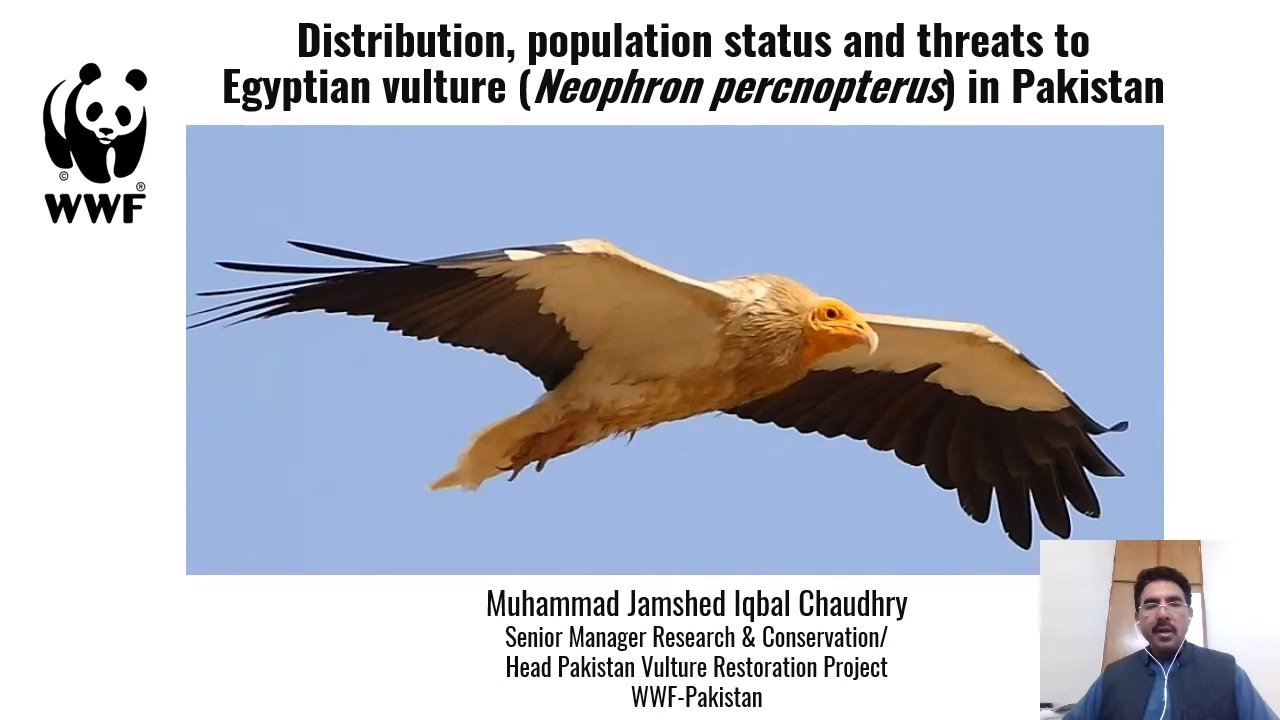 Distribution, population status and threats to
Egyptian vulture (Neophron percnopterus) in Pakistan
©
®
WWF
Muhammad Jamshed Iqbal Chaudhry
Senior Manager Research & Conservation/
Head Pakistan Vulture Restoration Project
WWF-Pakistan